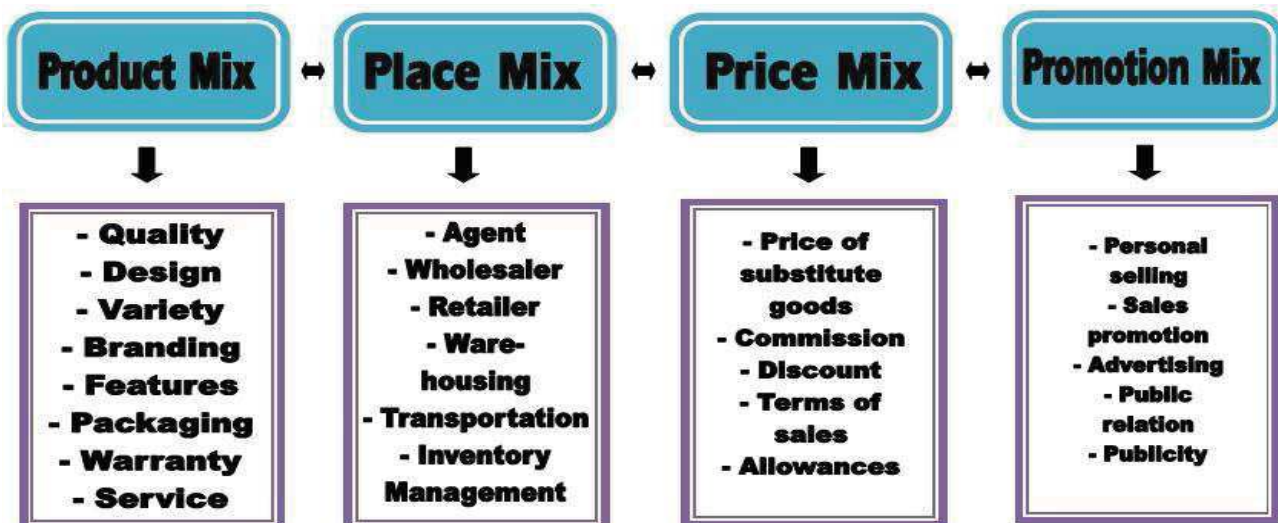 Product Mix
Place Mix
Price Mix
Promotion Mix
- Quality
- Design
- Variety
- Branding
- Features
- Packaging
- Warranty
- Service
- Agent
- Wholesaler
- Retailer
- Ware-
housing
- Transportation
- Inventory
Management
- Price of
substitute
goods
- Commission
- Discount
- Terms of
sales
- Allowances
- Personal
selling
- Sales
promotion
- Advertising
- Public
relation
- Publicity